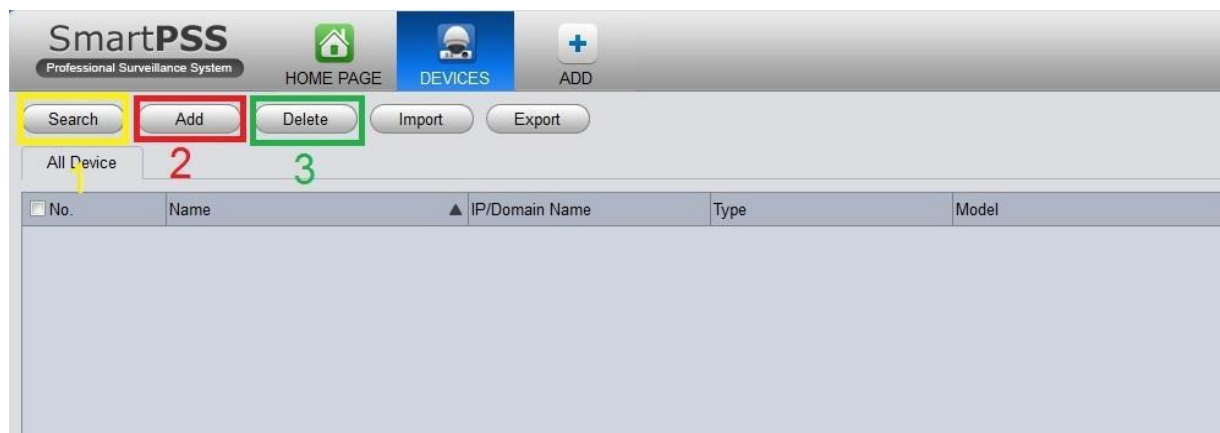 SmartPSS
Professional Surveillance System
HOME PAGE DEVICES ADD
Search Add Delete Import Export
All Device
1 2 3
No. Name IP/Domain Name Type Model